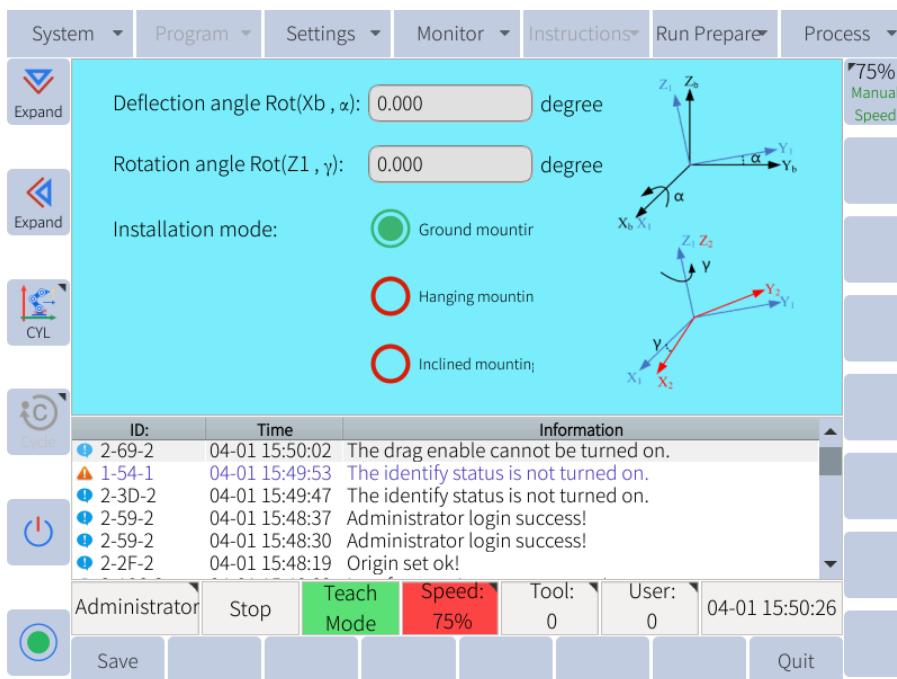 System Program Settings Monitor Instructions Run Prepare Process
75%
Manual
Speed
Expand
Expand
CYL
Cycle
Deflection angle Rot(Xb , α): 0.000 degree
Rotation angle Rot(Z1 , γ): 0.000 degree
Installation mode:
Ground mountin
Hanging mountin
Inclined mounting
Z1 Zb
Y1
α Yb
α
Xb X1
Z1 Z2
γ
Y2
Y1
γ
X1 X2
ID: Time Information
2-69-2 04-01 15:50:02 The drag enable cannot be turned on.
1-54-1 04-01 15:49:53 The identify status is not turned on.
2-3D-2 04-01 15:49:47 The identify status is not turned on.
2-59-2 04-01 15:48:37 Administrator login success!
2-59-2 04-01 15:48:30 Administrator login success!
2-2F-2 04-01 15:48:19 Origin set ok!
Administrator Stop Teach Mode Speed: 75% Tool: 0 User: 0 04-01 15:50:26
Save Quit